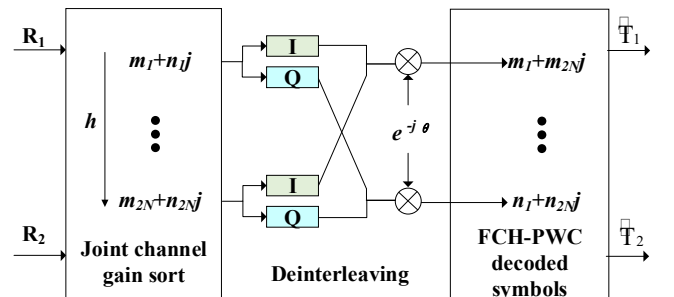 R1
R2
h
m1+n1j
m2N+n2Nj
Joint channel
gain sort
I
Q
I
Q
Deinterleaving
e^-jθ
m1+m2Nj
n1+n2Nj
FCH-PWC
decoded
symbols
T1
T2